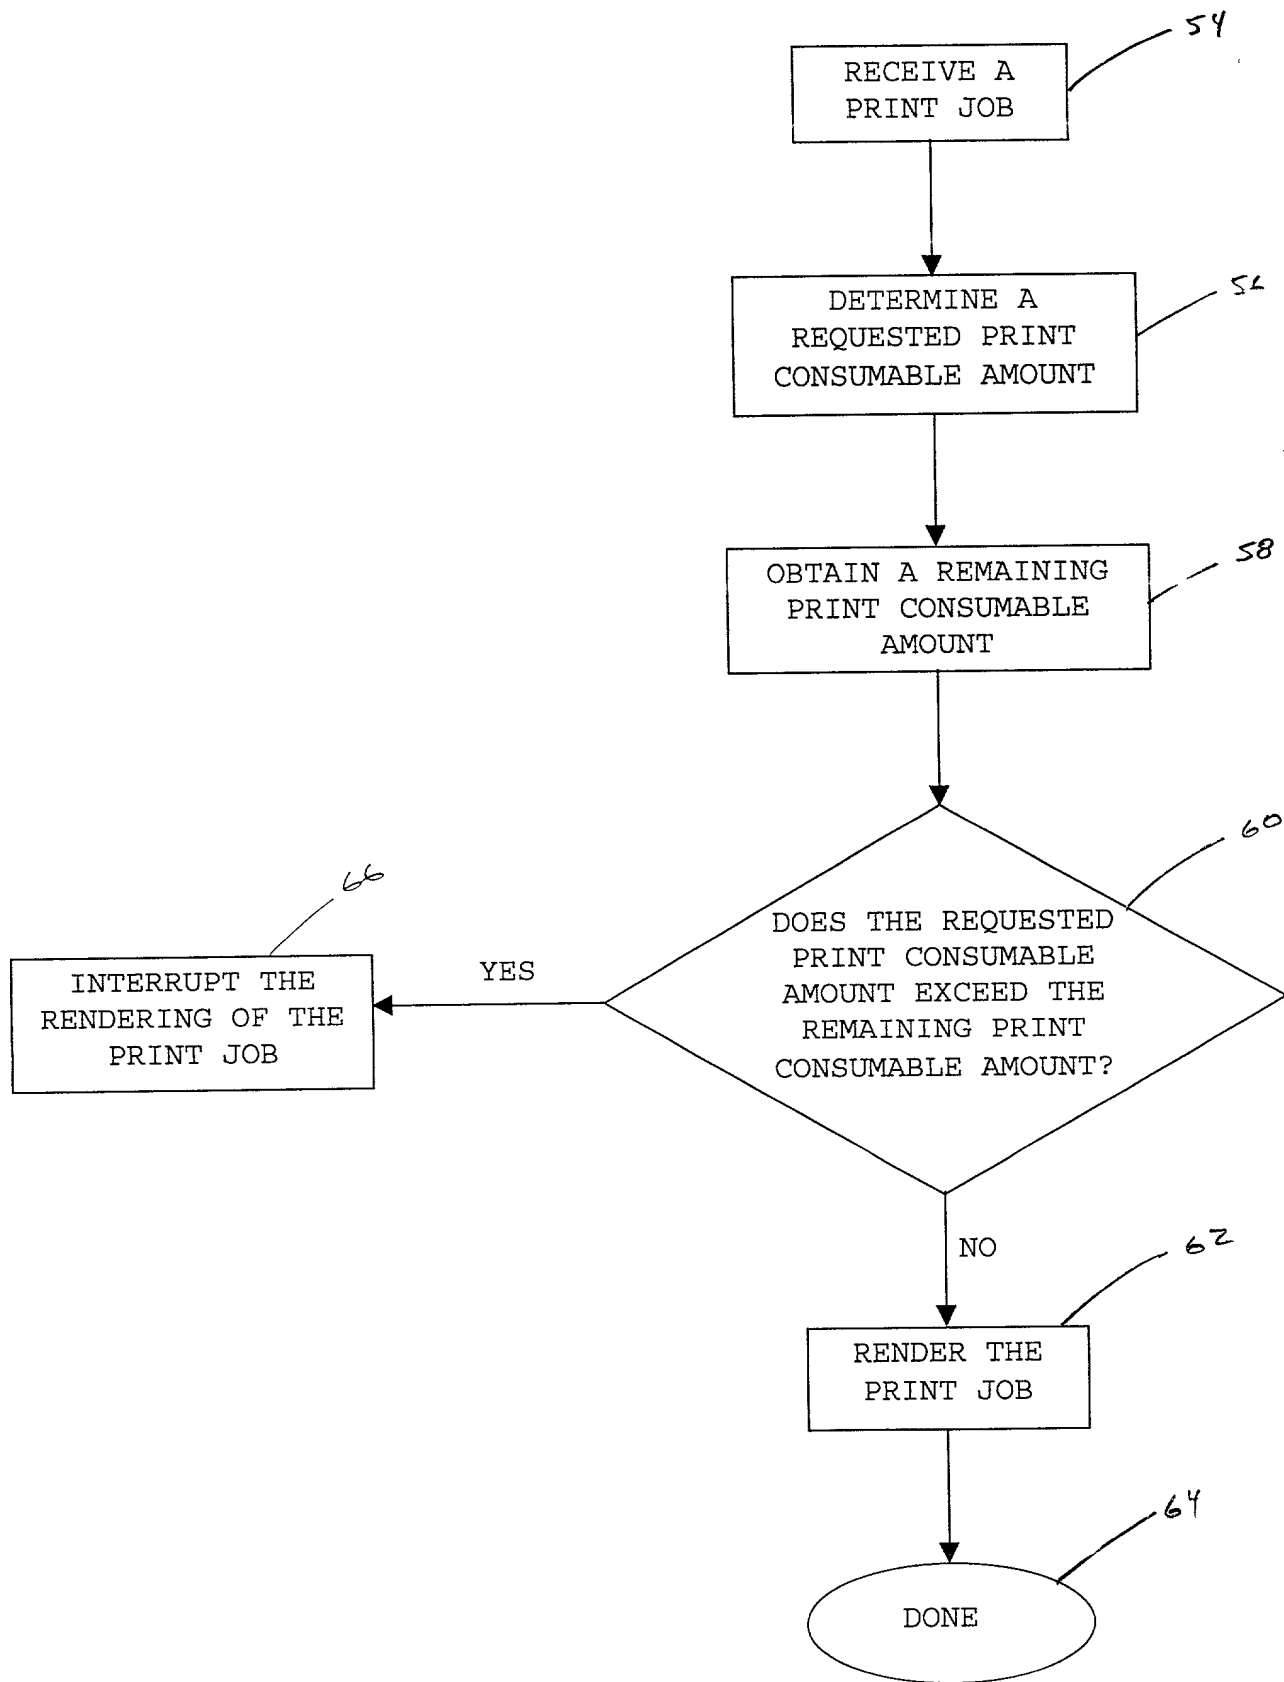 54
RECEIVE A
PRINT JOB
DETERMINE A
REQUESTED PRINT
CONSUMABLE AMOUNT
58
OBTAIN A REMAINING
PRINT CONSUMABLE
AMOUNT
60
DOES THE REQUESTED
PRINT CONSUMABLE
AMOUNT EXCEED THE
REMAINING PRINT
CONSUMABLE AMOUNT?
66
YES
INTERRUPT THE
RENDERING OF THE
PRINT JOB
NO
62
RENDER THE
PRINT JOB
64
DONE